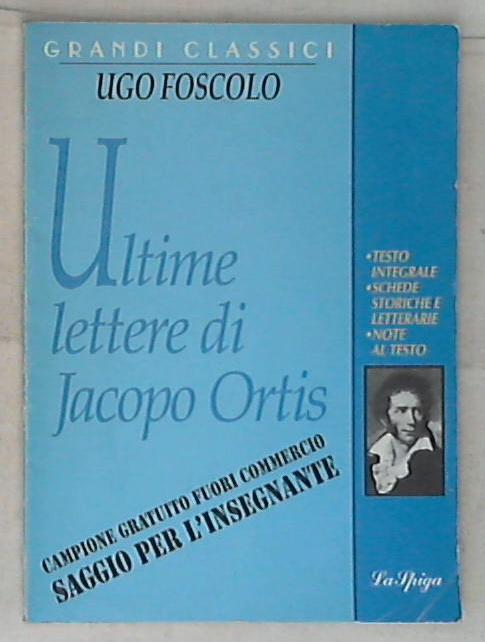 GRANDI CLASSICI
UGO FOSCOLO
Ultime
lettere di
Jacopo Ortis
•TESTO
INTEGRALE
•SCHEDE
STORICHE E
LETTERARIE
•NOTE
AL TESTO
CAMPIONE GRATUITO FUORI COMMERCIO
SAGGIO PER L'INSEGNANTE
La Spiga